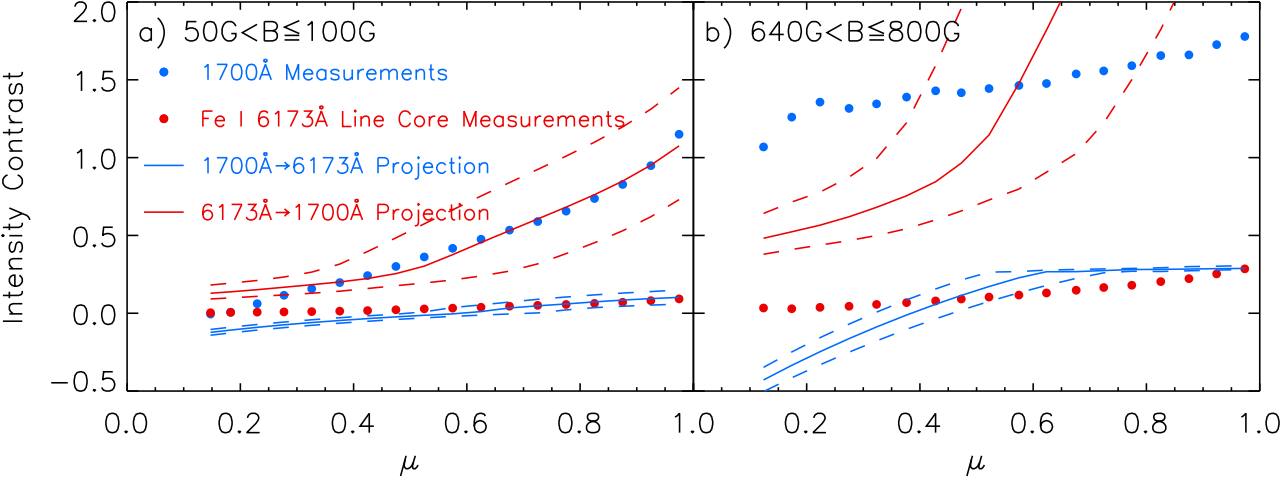 a) 50G<B≦100G
b) 640G<B≦800G
1700Å Measurements
Fe I 6173Å Line Core Measurements
1700Å→6173Å Projection
6173Å→1700Å Projection
Intensity Contrast
2.0
1.5
1.0
0.5
0.0
−0.5
0.0 0.2 0.4 0.6 0.8 1.0 0.2 0.4 0.6 0.8 1.0
μ μ